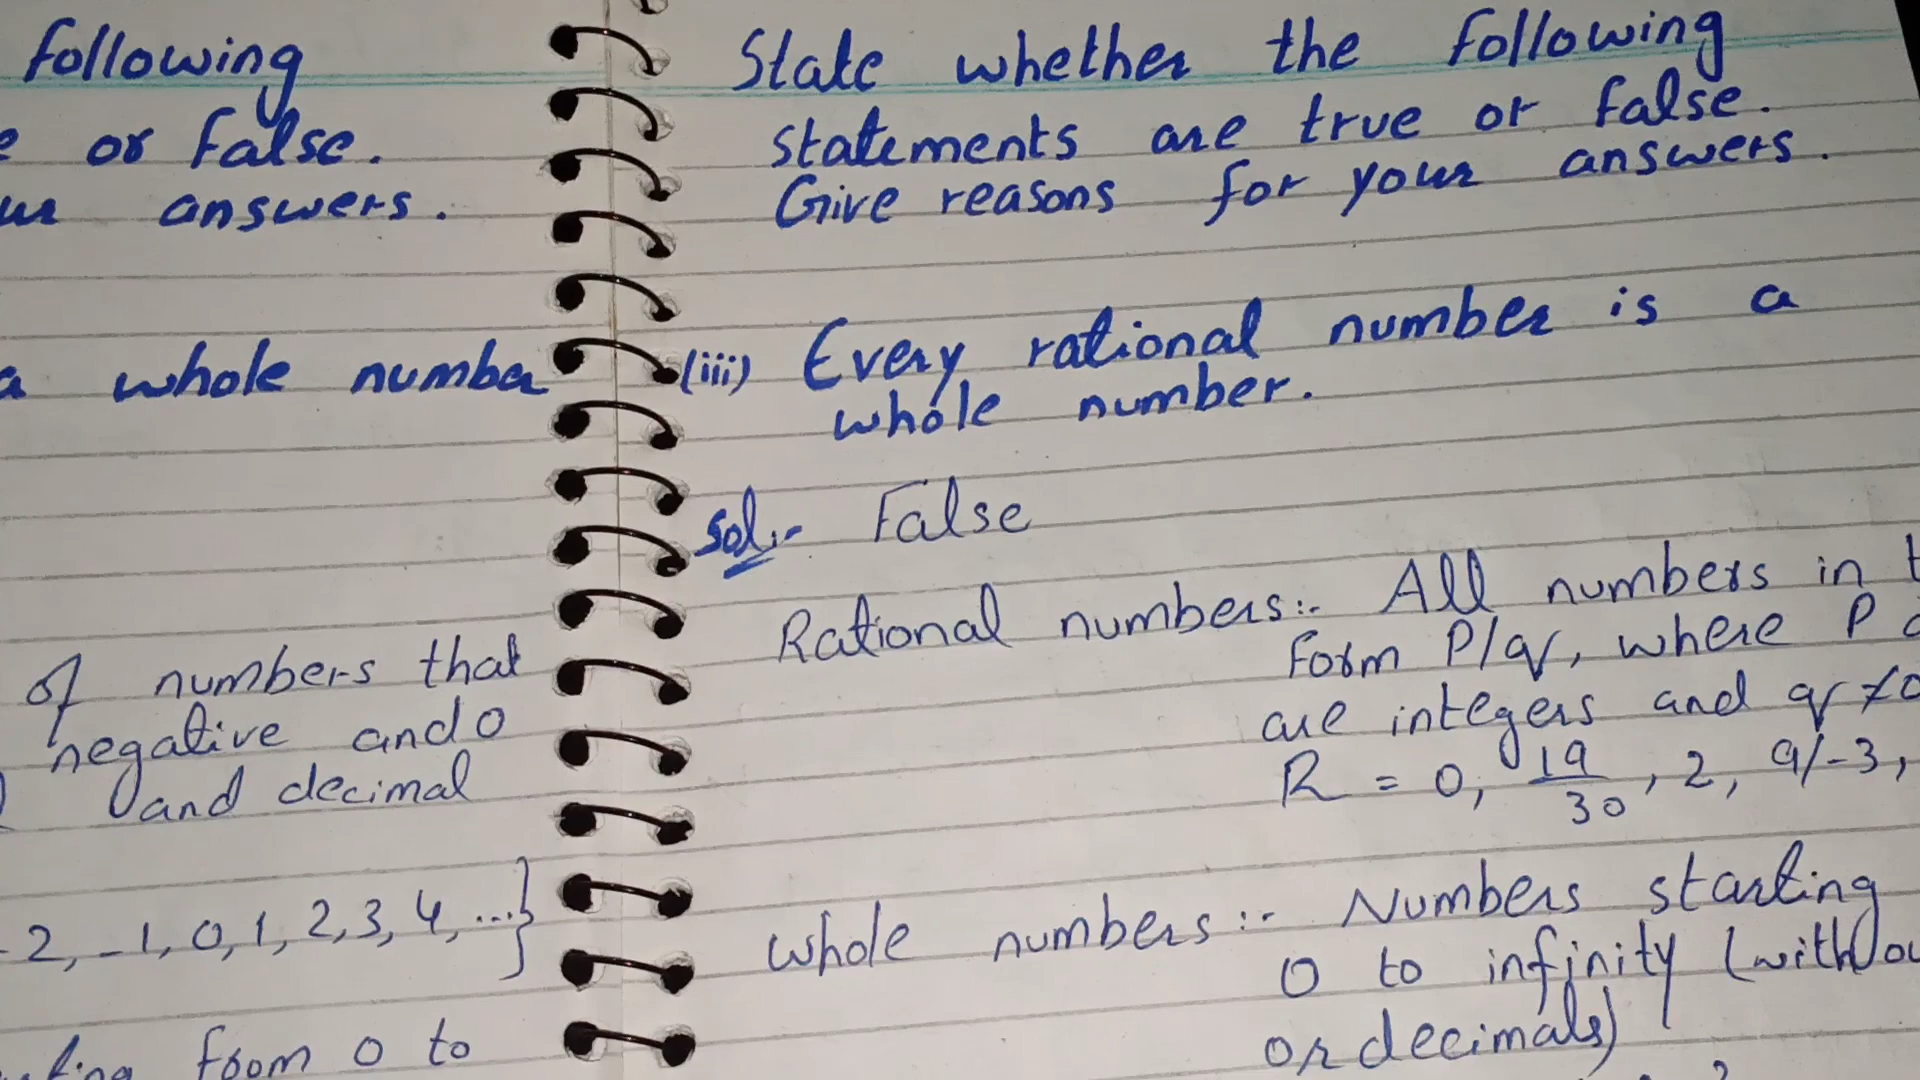 following
or false.
answers.
a whole number
of numbers that
negative and 0
and decimal
2, -1, 0, 1, 2, 3, 4, ...}
from 0 to
State whether the following
statements are true or false.
Give reasons for your answers.
(iii) Every rational number is a
whole number.
Sol:- False
Rational numbers:- All numbers in
form P/q, where P
are integers and q ≠ 0
R = 0, 19/30, 2, 9/-3,
Whole numbers:- Numbers starting
0 to infinity (
or decimals)